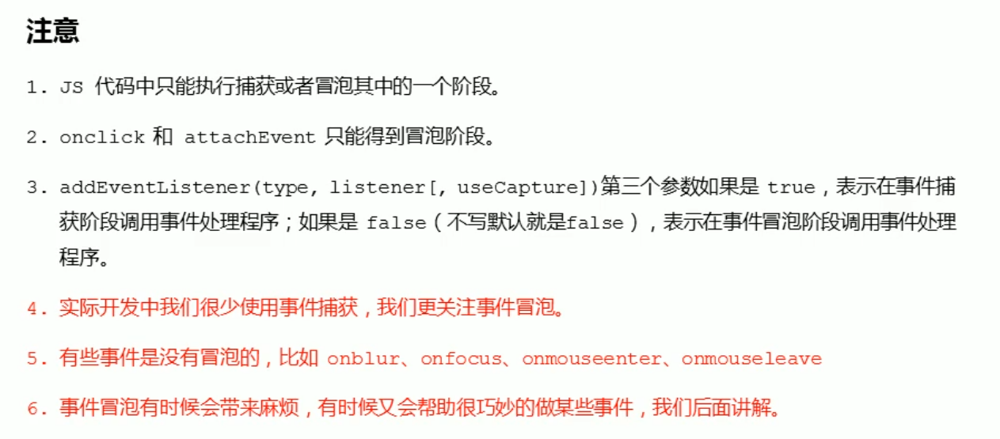 注意
1. JS 代码中只能执行捕获或者冒泡其中的一个阶段。
2. onclick 和 attachEvent 只能得到冒泡阶段。
3. addEventListener(type, listener[, useCapture])第三个参数如果是 true，表示在事件捕
获阶段调用事件处理程序；如果是 false（不写默认就是false），表示在事件冒泡阶段调用事件处理
程序。
4. 实际开发中我们很少使用事件捕获，我们更关注事件冒泡。
5. 有些事件是没有冒泡的，比如 onblur、onfocus、onmouseenter、onmouseleave
6. 事件冒泡有时候会带来麻烦，有时候又会帮助很巧妙的做某些事件，我们后面讲解。